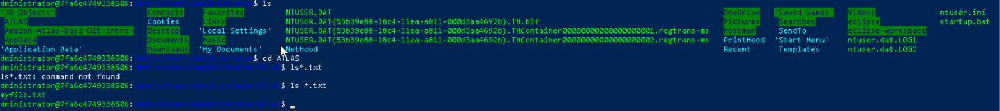 dministrator@7fa6c4749338506:/mnt/c/Users/Administrator$ ls
'3D Objects' Contacts Favorites NTUSER.DAT OneDrive 'Saved Games' Videos ntuser.ini
ATLAS Cookies Links NTUSER.DAT{53b39e88-18c4-11ea-a811-000d3aa4692b}.TM.blf Pictures Searches eclipse startup.bat
Amazon-Atlas-Day2-Git-intro- Desktop 'Local Settings' NTUSER.DAT{53b39e88-18c4-11ea-a811-000d3aa4692b}.TMContainer00000000000000000001.regtrans-ms Postman SendTo eclipse-workspace
AppData Documents Music NTUSER.DAT{53b39e88-18c4-11ea-a811-000d3aa4692b}.TMContainer00000000000000000002.regtrans-ms PrintHood 'Start Menu' ntuser.dat.LOG1
'Application Data' Downloads 'My Documents' NetHood Recent Templates ntuser.dat.LOG2
dministrator@7fa6c4749338506:/mnt/c/Users/Administrator$ cd ATLAS
dministrator@7fa6c4749338506:/mnt/c/Users/Administrator/ATLAS$ ls*.txt
ls*.txt: command not found
dministrator@7fa6c4749338506:/mnt/c/Users/Administrator/ATLAS$ ls *.txt
myfile.txt
dministrator@7fa6c4749338506:/mnt/c/Users/Administrator/ATLAS$